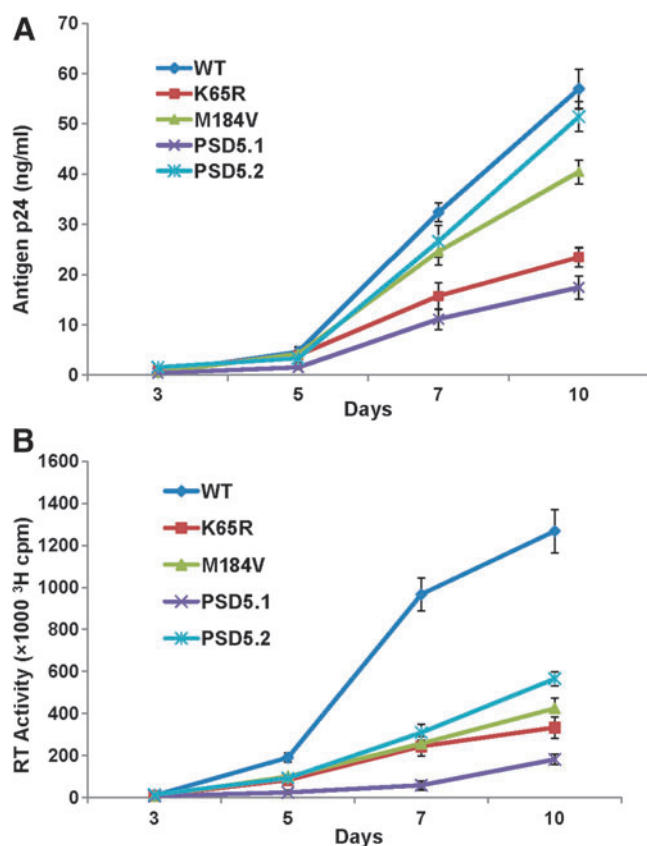 A
Antigen p24 (ng/ml)
70
60
50
40
30
20
10
0
WT
K65R
M184V
PSD5.1
PSD5.2
3 5 7 10
Days
B
RT Activity (×1000 ³H cpm)
1600
1400
1200
1000
800
600
400
200
0
WT
K65R
M184V
PSD5.1
PSD5.2
3 5 7 10
Days